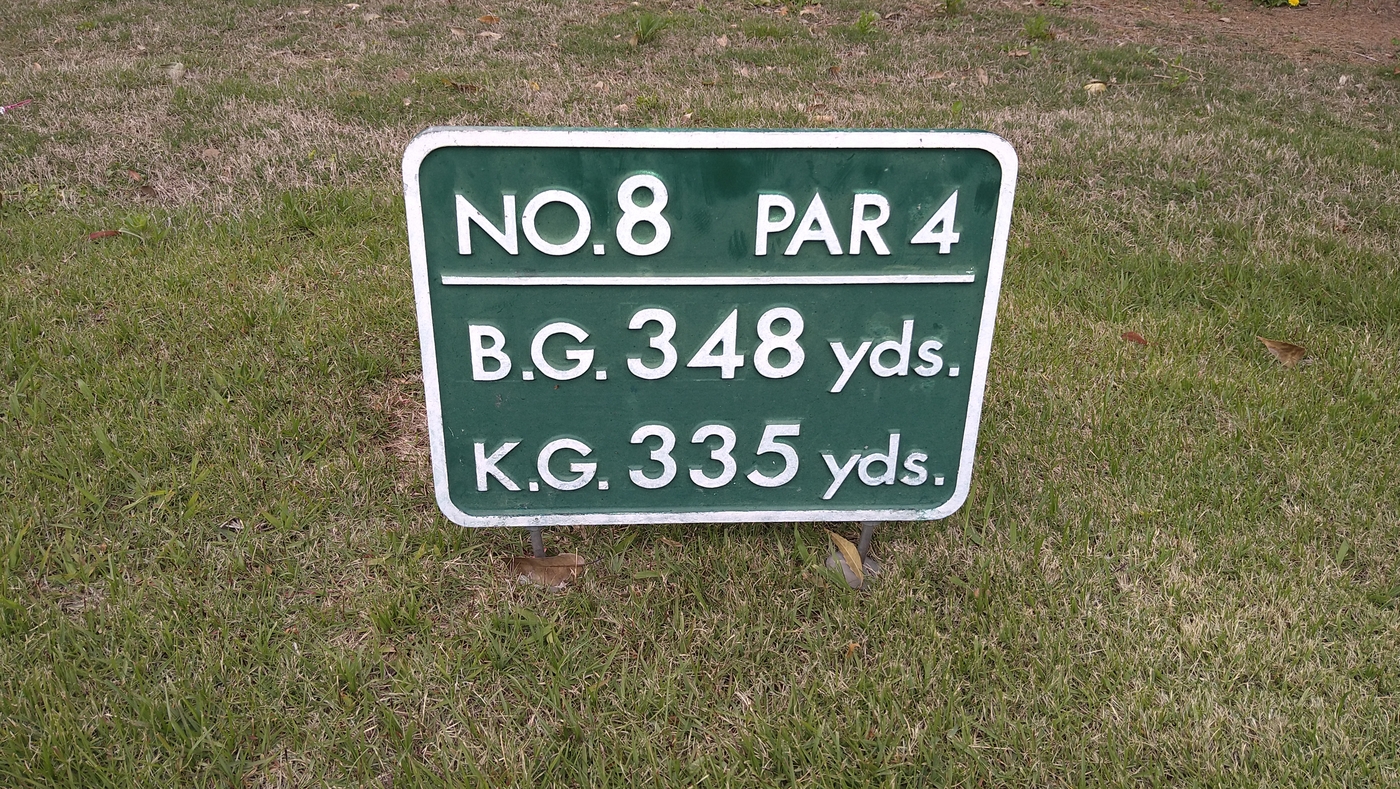 NO.8 PAR 4
B.G. 348 yds.
K.G. 335 yds.